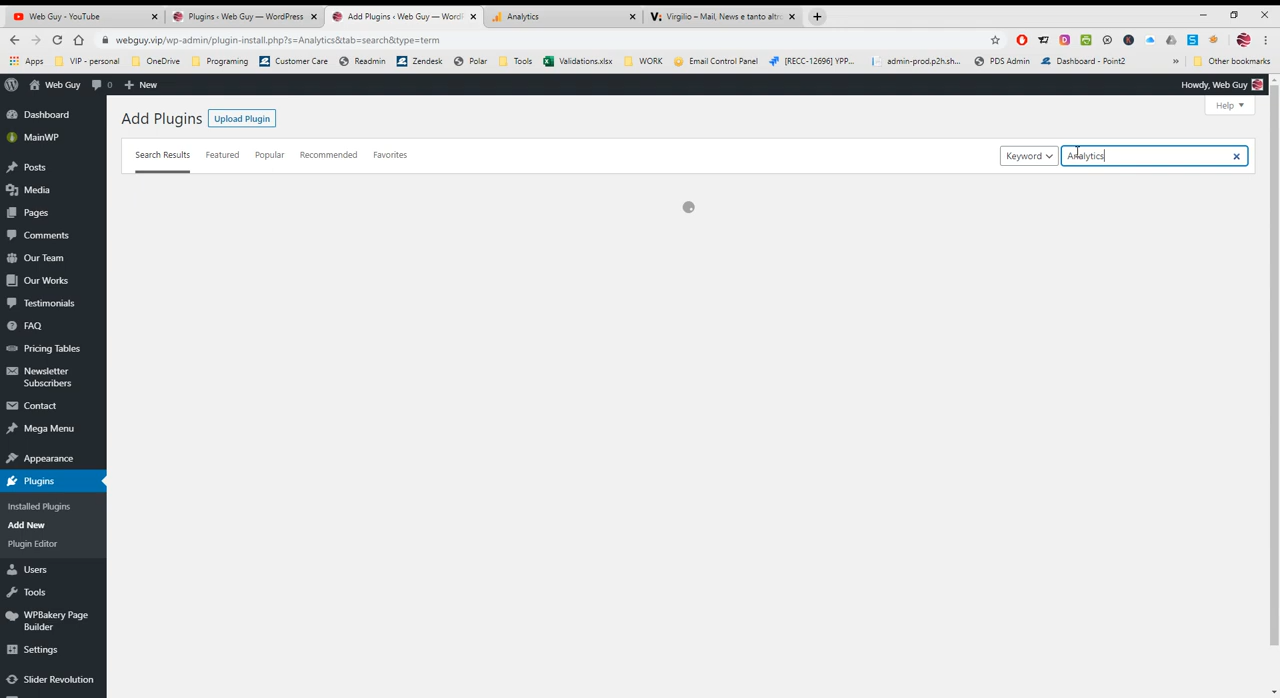 Web Guy - YouTube
Plugins ‹ Web Guy — WordPress
Add Plugins ‹ Web Guy — WordP
Analytics
Virgilio – Mail, News e tanto altro
webguy.vip/wp-admin/plugin-install.php?s=Analytics&tab=search&type=term
Apps
VIP - personal
OneDrive
Programing
Customer Care
Readmin
Zendesk
Polar
Tools
Validations.xlsx
WORK
Email Control Panel
[RECC-12696] YPP...
admin-prod.p2h.sh...
PDS Admin
Dashboard - Point2
»
Other bookmarks
Web Guy
0
New
Howdy, Web Guy
Help
Add Plugins
Upload Plugin
Search Results
Featured
Popular
Recommended
Favorites
Keyword
Analytics
Dashboard
MainWP
Posts
Media
Pages
Comments
Our Team
Our Works
Testimonials
FAQ
Pricing Tables
Newsletter
Subscribers
Contact
Mega Menu
Appearance
Plugins
Installed Plugins
Add New
Plugin Editor
Users
Tools
WPBakery Page
Builder
Settings
Slider Revolution